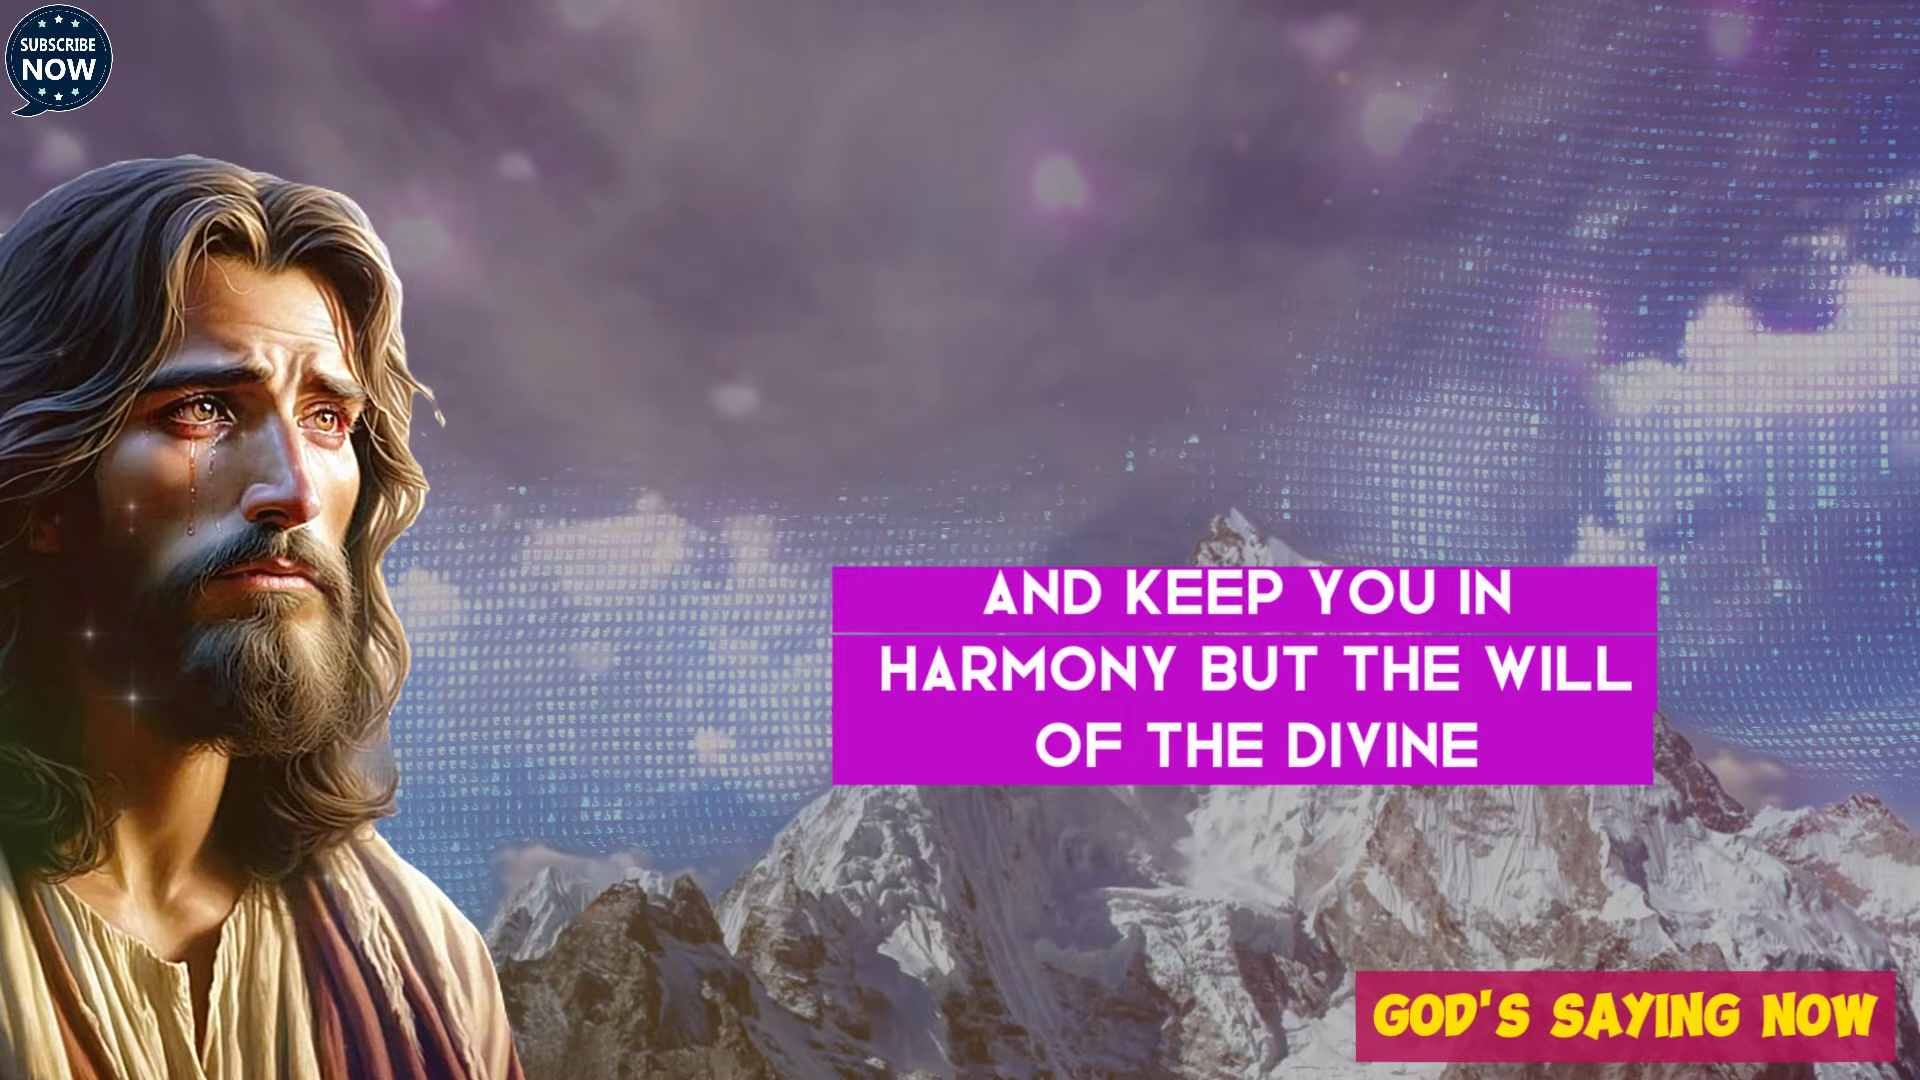 SUBSCRIBE
NOW
AND KEEP YOU IN
HARMONY BUT THE WILL
OF THE DIVINE
GOD'S SAYING NOW